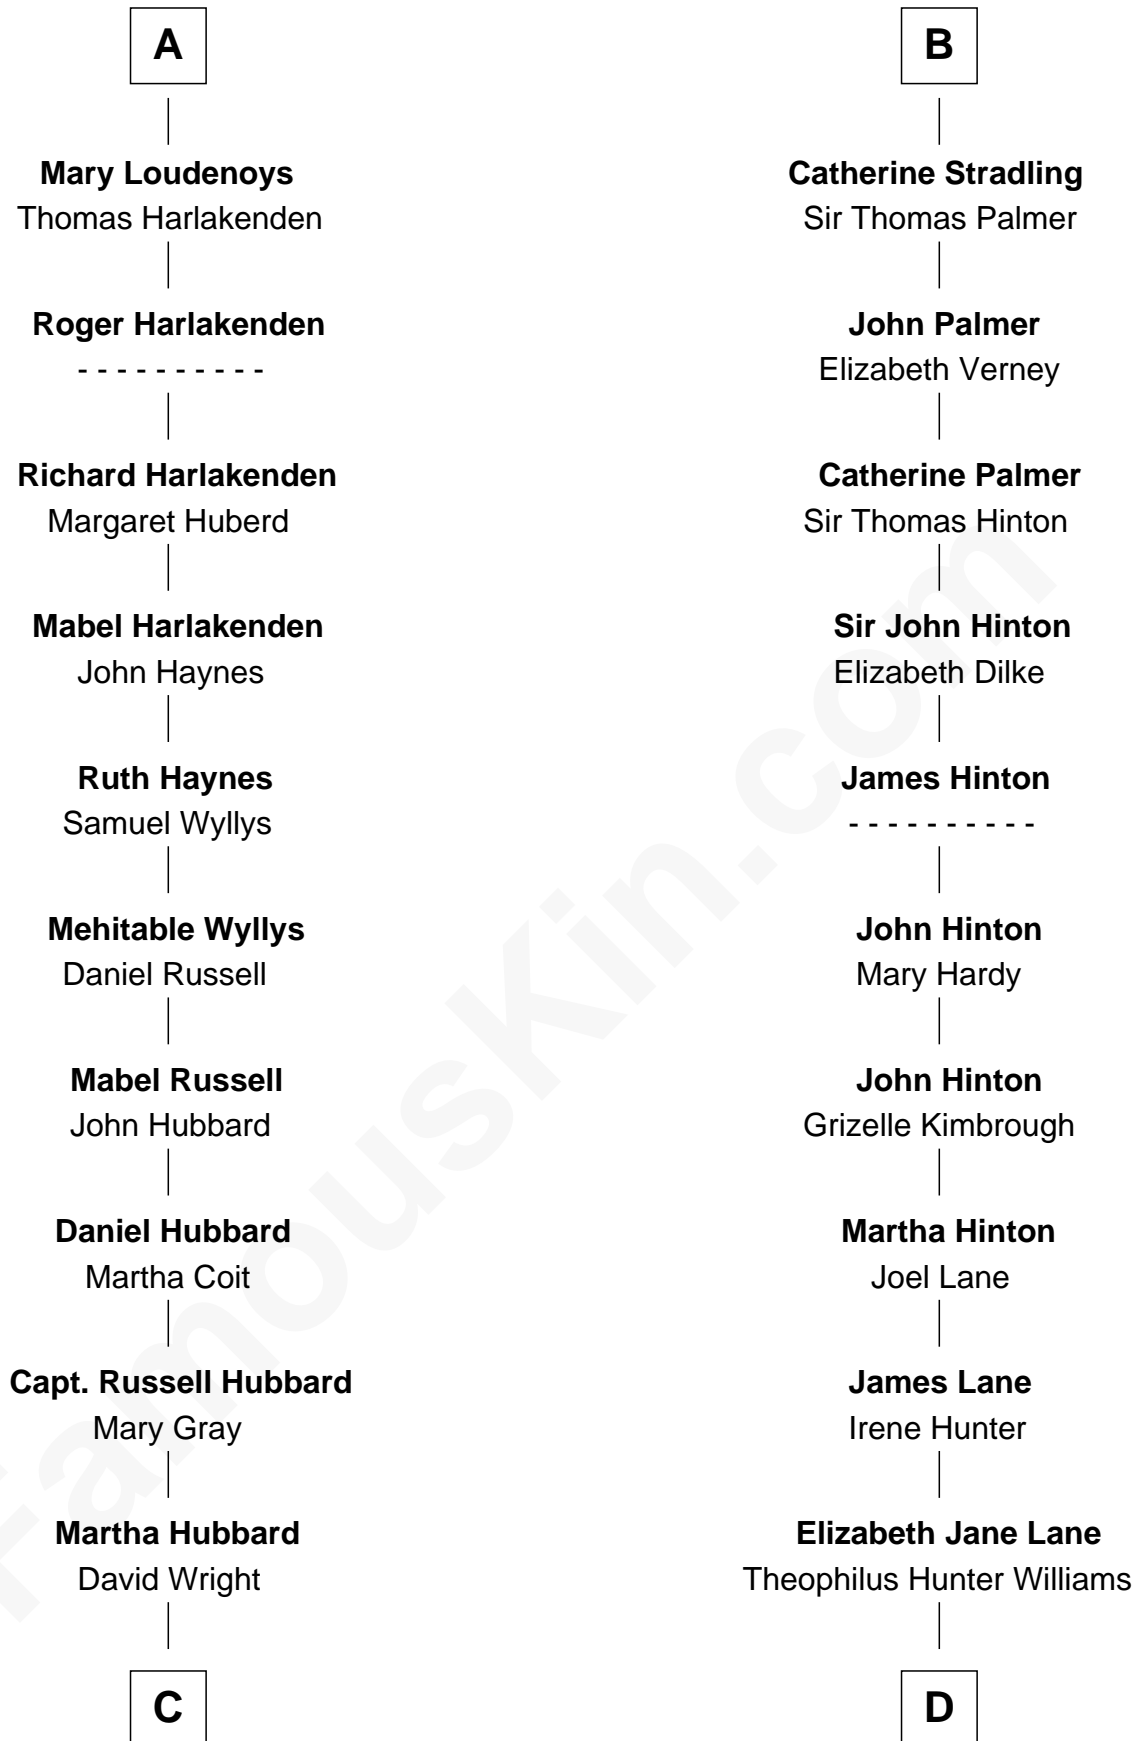 A
Mary Loudenoys
Thomas Harlakenden
Roger Harlakenden
- - - - - - - - - -
Richard Harlakenden
Margaret Huberd
Mabel Harlakenden
John Haynes
Ruth Haynes
Samuel Wyllys
Mehitable Wyllys
Daniel Russell
Mabel Russell
John Hubbard
Daniel Hubbard
Martha Coit
Capt. Russell Hubbard
Mary Gray
Martha Hubbard
David Wright
C
B
Catherine Stradling
Sir Thomas Palmer
John Palmer
Elizabeth Verney
Catherine Palmer
Sir Thomas Hinton
Sir John Hinton
Elizabeth Dilke
James Hinton
- - - - - - - - - -
John Hinton
Mary Hardy
John Hinton
Grizelle Kimbrough
Martha Hinton
Joel Lane
James Lane
Irene Hunter
Elizabeth Jane Lane
Theophilus Hunter Williams
D
FamousKin.com